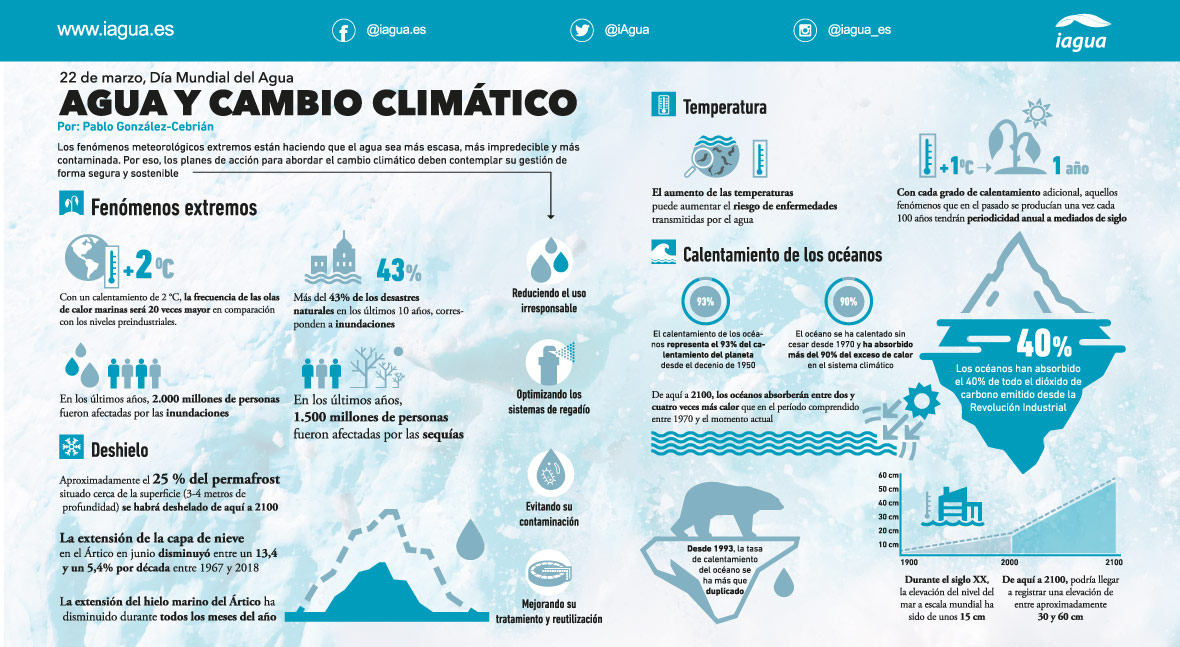 www.iagua.es
@iagua.es
@iAgua
@iagua_es
iagua
22 de marzo, Día Mundial del Agua
AGUA Y CAMBIO CLIMÁTICO
Por: Pablo González-Cebrián
Los fenómenos meteorológicos extremos están haciendo que el agua sea más escasa, más impredecible y más
contaminada. Por eso, los planes de acción para abordar el cambio climático deben contemplar su gestión de
forma segura y sostenible
Fenómenos extremos
+2ºC
Con un calentamiento de 2 °C, la frecuencia de las olas
de calor marinas será 20 veces mayor en comparación
con los niveles preindustriales.
43%
Más del 43% de los desastres
naturales en los últimos 10 años, corres-
ponden a inundaciones
En los últimos años, 2.000 millones de personas
fueron afectadas por las inundaciones
En los últimos años,
1.500 millones de personas
fueron afectadas por las sequías
Deshielo
Aproximadamente el 25 % del permafrost
situado cerca de la superficie (3-4 metros de
profundidad) se habrá deshelado de aquí a 2100
La extensión de la capa de nieve
en el Ártico en junio disminuyó entre un 13,4
y un 5,4% por década entre 1967 y 2018
La extensión del hielo marino del Ártico ha
disminuido durante todos los meses del año
Reduciendo el uso
irresponsable
Optimizando los
sistemas de regadío
Evitando su
contaminación
Mejorando su
tratamiento y reutilización
Temperatura
El aumento de las temperaturas
puede aumentar el riesgo de enfermedades
transmitidas por el agua
+1ºC
1 año
Con cada grado de calentamiento adicional, aquellos
fenómenos que en el pasado se producían una vez cada
100 años tendrán periodicidad anual a mediados de siglo
Calentamiento de los océanos
93%
El calentamiento de los océa-
nos representa el 93% del ca-
lentamiento del planeta
desde el decenio de 1950
90%
El océano se ha calentado sin
cesar desde 1970 y ha absorbido
más del 90% del exceso de calor
en el sistema climático
40%
Los océanos han absorbido
el 40% de todo el dióxido de
carbono emitido desde la
Revolución Industrial
De aquí a 2100, los océanos absorberán entre dos y
cuatro veces más calor que en el período comprendido
entre 1970 y el momento actual
Desde 1993, la tasa
de calentamiento
del océano se
ha más que
duplicado
60 cm
50 cm
40 cm
30 cm
20 cm
10 cm
1900
2000
2100
Durante el siglo XX,
la elevación del nivel del
mar a escala mundial ha
sido de unos 15 cm
De aquí a 2100, podría llegar
a registrar una elevación de
entre aproximadamente
30 y 60 cm